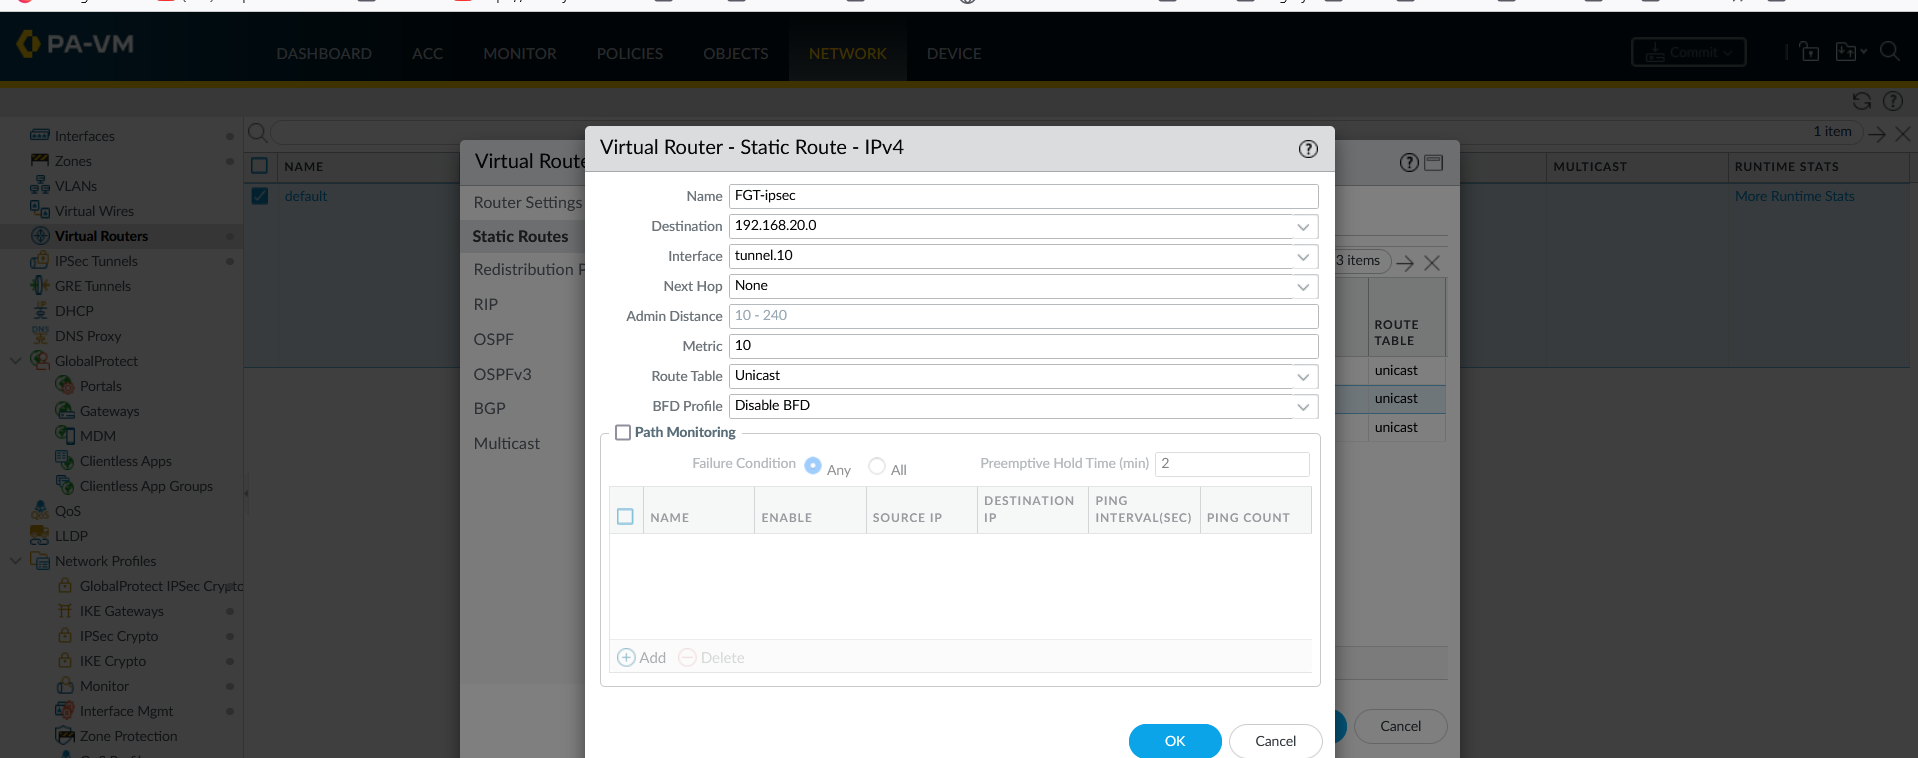 PA-VM
DASHBOARD ACC MONITOR POLICIES OBJECTS NETWORK DEVICE
Commit
Interfaces
Zones
VLANs
Virtual Wires
Virtual Routers
IPSec Tunnels
GRE Tunnels
DHCP
DNS Proxy
GlobalProtect
Portals
Gateways
MDM
Clientless Apps
Clientless App Groups
QoS
LLDP
Network Profiles
GlobalProtect IPSec Crypto
IKE Gateways
IPSec Crypto
IKE Crypto
Monitor
Interface Mgmt
Zone Protection
1 item
NAME MULTICAST RUNTIME STATS
default More Runtime Stats
Virtual Route
Router Settings
Static Routes
Redistribution P
RIP
OSPF
OSPFv3
BGP
Multicast
3 items
ROUTE
TABLE
unicast
unicast
unicast
Cancel
Virtual Router - Static Route - IPv4
Name FGT-ipsec
Destination 192.168.20.0
Interface tunnel.10
Next Hop None
Admin Distance 10 - 240
Metric 10
Route Table Unicast
BFD Profile Disable BFD
Path Monitoring
Failure Condition Any All Preemptive Hold Time (min) 2
NAME ENABLE SOURCE IP DESTINATION IP PING INTERVAL(SEC) PING COUNT
Add Delete
OK Cancel